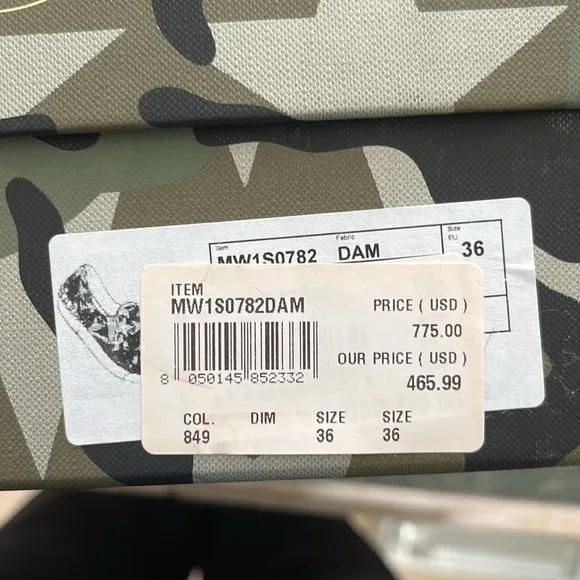 Item
MW1S0782
Fabric
DAM
Size
EU
36
ITEM
MW1S0782DAM
PRICE ( USD )
775.00
OUR PRICE ( USD )
465.99
8 050145 852332
COL. DIM SIZE SIZE
849 36 36